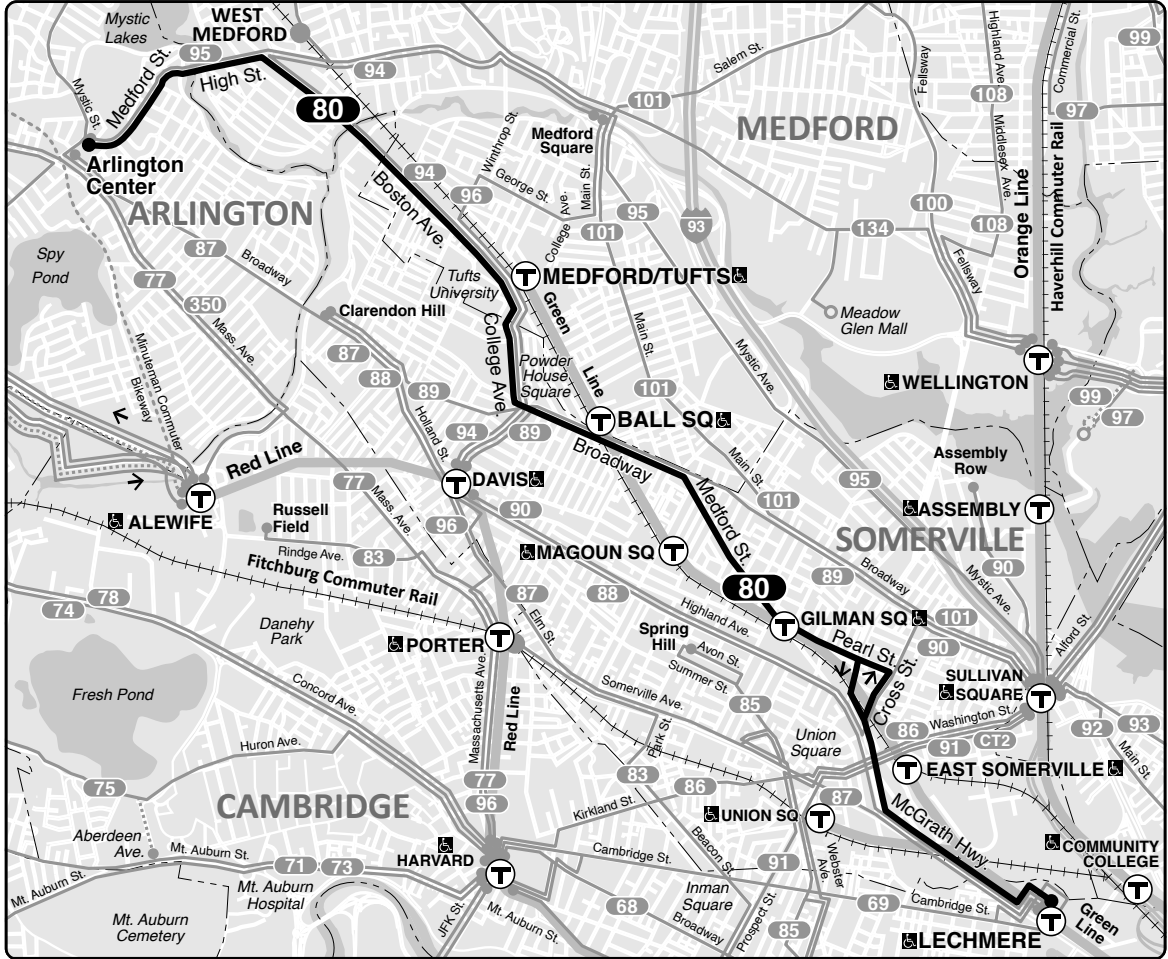 Mystic
Lakes
WEST
MEDFORD
95
94
Medford St.
High St.
Mystic St.
80
Arlington
Center
ARLINGTON
Salem St.
101
Medford
Square
Winthrop St.
George St.
Main St.
College Ave.
94
96
101
95
93
MEDFORD
Fellsway
Highland Ave.
108
Middlesex Ave.
108
Commercial St.
99
97
Orange Line
Haverhill Commuter Rail
100
134
Fellsway
Meadow
Glen Mall
Boston Ave.
Spy
Pond
87
Broadway
77
350
Mass. Ave.
Clarendon Hill
Tufts
University
T
MEDFORD/TUFTS
Green
Line
College Ave.
Powder
House
Square
Main St.
101
Mystic Ave.
T
WELLINGTON
99
97
Minuteman Commuter
Bikeway
87
88
89
Holland St.
94
89
T
BALL SQ
Broadway
Main St.
101
95
Assembly
Row
T
ASSEMBLY
SOMERVILLE
Red Line
T
ALEWIFE
77
Mass. Ave.
T
DAVIS
90
96
Russell
Field
Rindge Ave.
83
Fitchburg Commuter Rail
Medford St.
T
MAGOUN SQ
80
89
Broadway
90
Mystic Ave.
74
78
Danehy
Park
87
Elm St.
88
Highland Ave.
T
GILMAN SQ
101
90
Alford St.
T
PORTER
Spring
Hill
Avon St.
Summer St.
Pearl St.
Cross St.
SULLIVAN
SQUARE
T
Fresh Pond
Concord Ave.
Massachusetts Ave.
Red Line
Somerville Ave.
85
Park St.
Union
Square
86
Washington St.
91
CT2
92
93
Main St.
Huron Ave.
75
77
96
83
86
Kirkland St.
T
EAST SOMERVILLE
87
UNION SQ
T
McGrath Hwy.
CAMBRIDGE
Aberdeen
Ave.
Mt. Auburn St.
71
73
Mt. Auburn St.
Mt. Auburn
Hospital
Mt. Auburn
Cemetery
HARVARD
T
JFK St.
Mt. Auburn St.
Cambridge St.
Beacon St.
91
Webster
Ave.
Inman
Square
68
Broadway
Prospect St.
85
69
Cambridge St.
COMMUNITY
COLLEGE
T
T
LECHMERE
Green
Line